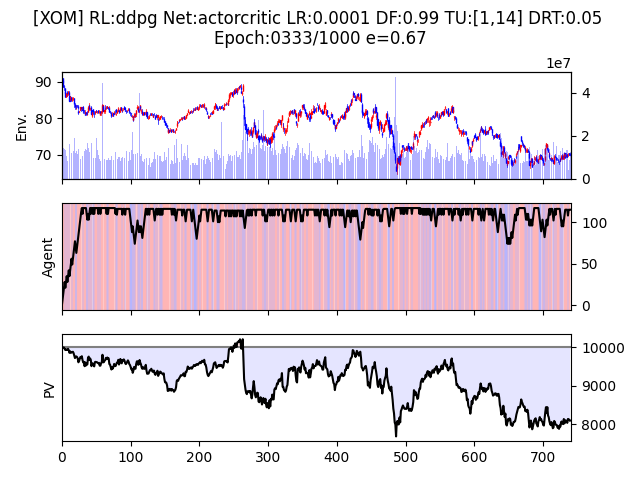 [XOM] RL:ddpg Net:actorcritic LR:0.0001 DF:0.99 TU:[1,14] DRT:0.05
Epoch:0333/1000 e=0.67
1e7
90
80
70
Env.
4
2
0
Agent
100
50
0
PV
10000
9000
8000
0 100 200 300 400 500 600 700